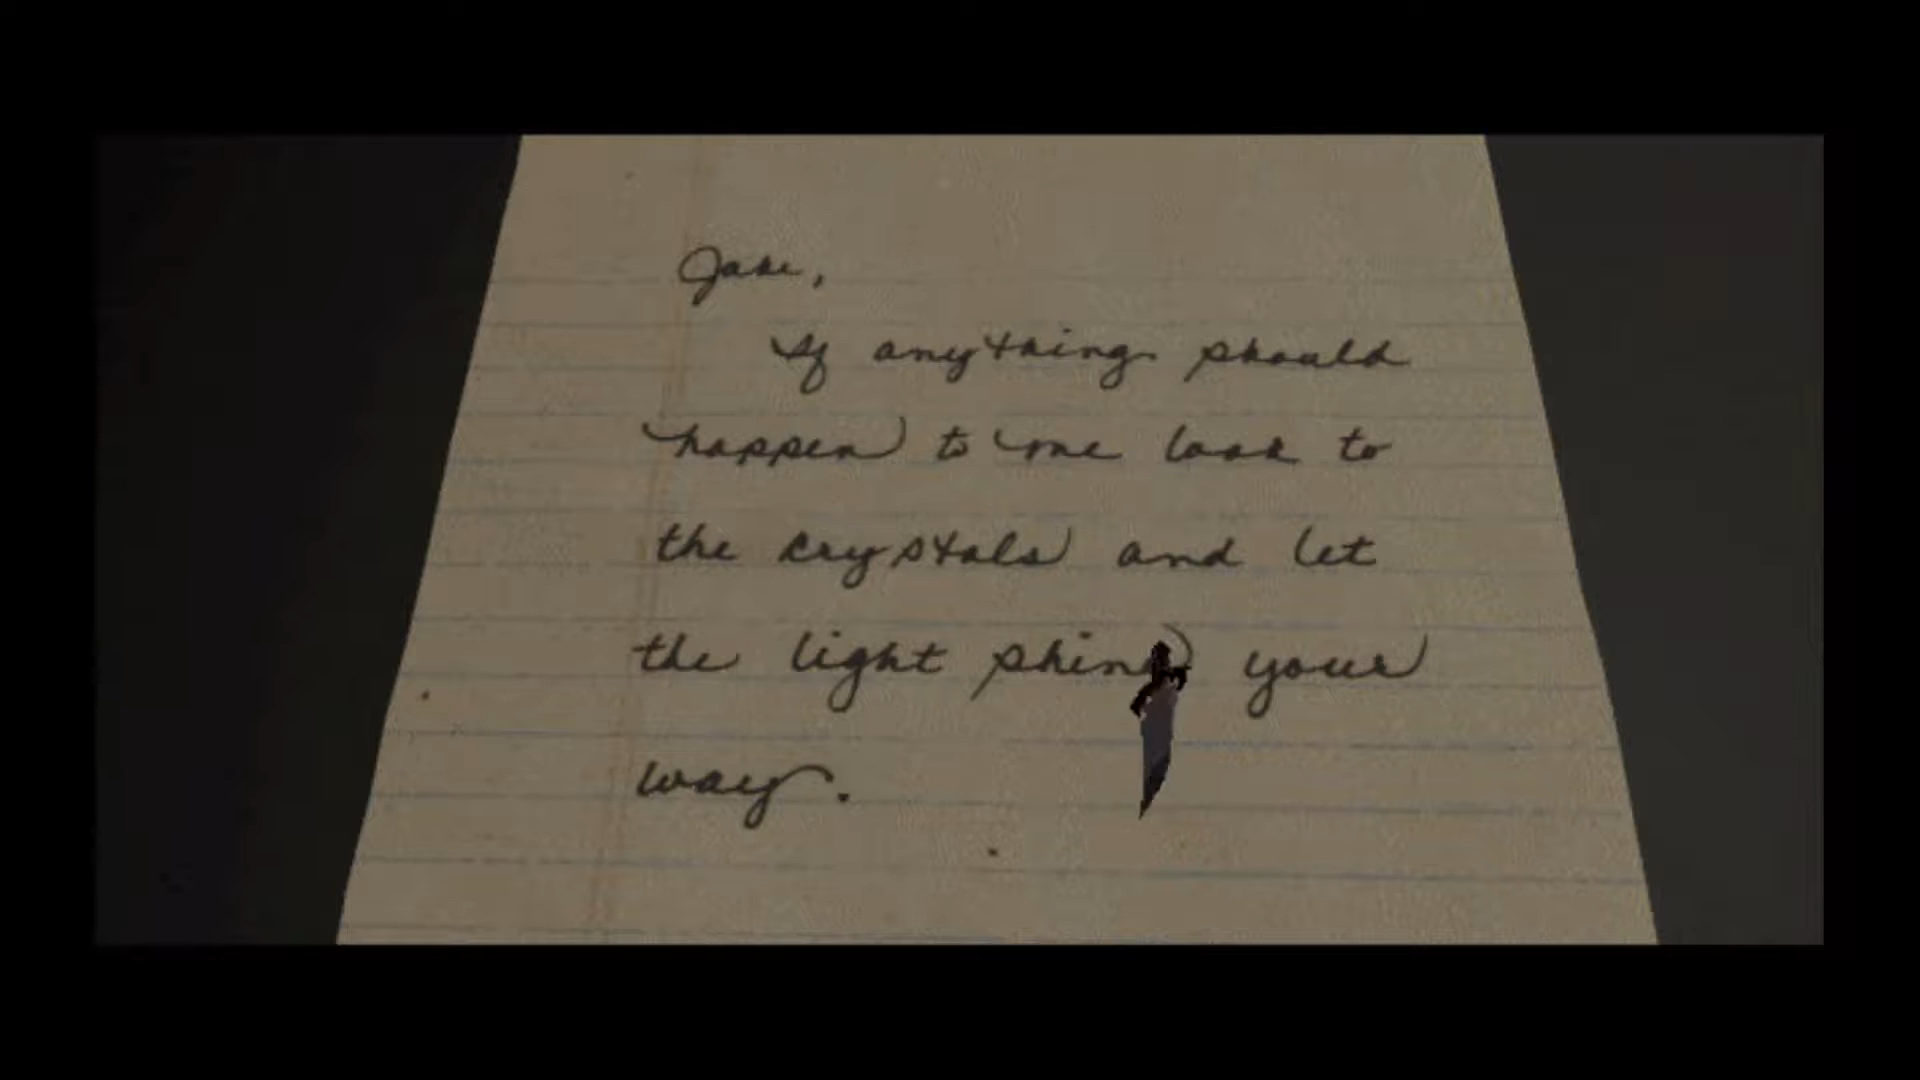 Jake,
If anything should
happen to me look to
the crystals and let
the light shine your
way.